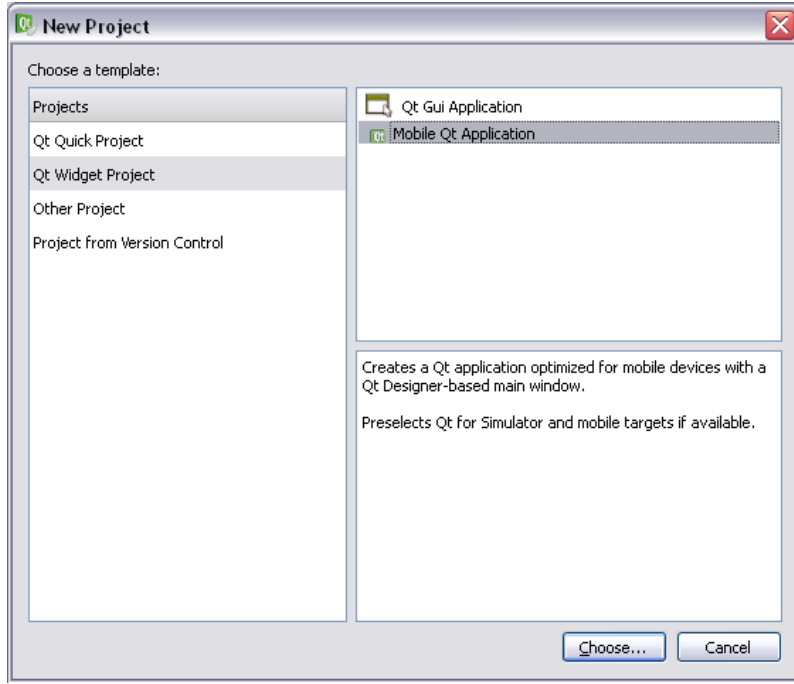 New Project
Choose a template:
Projects
Qt Quick Project
Qt Widget Project
Other Project
Project from Version Control
Qt Gui Application
Mobile Qt Application
Creates a Qt application optimized for mobile devices with a
Qt Designer-based main window.
Preselects Qt for Simulator and mobile targets if available.
Choose...
Cancel